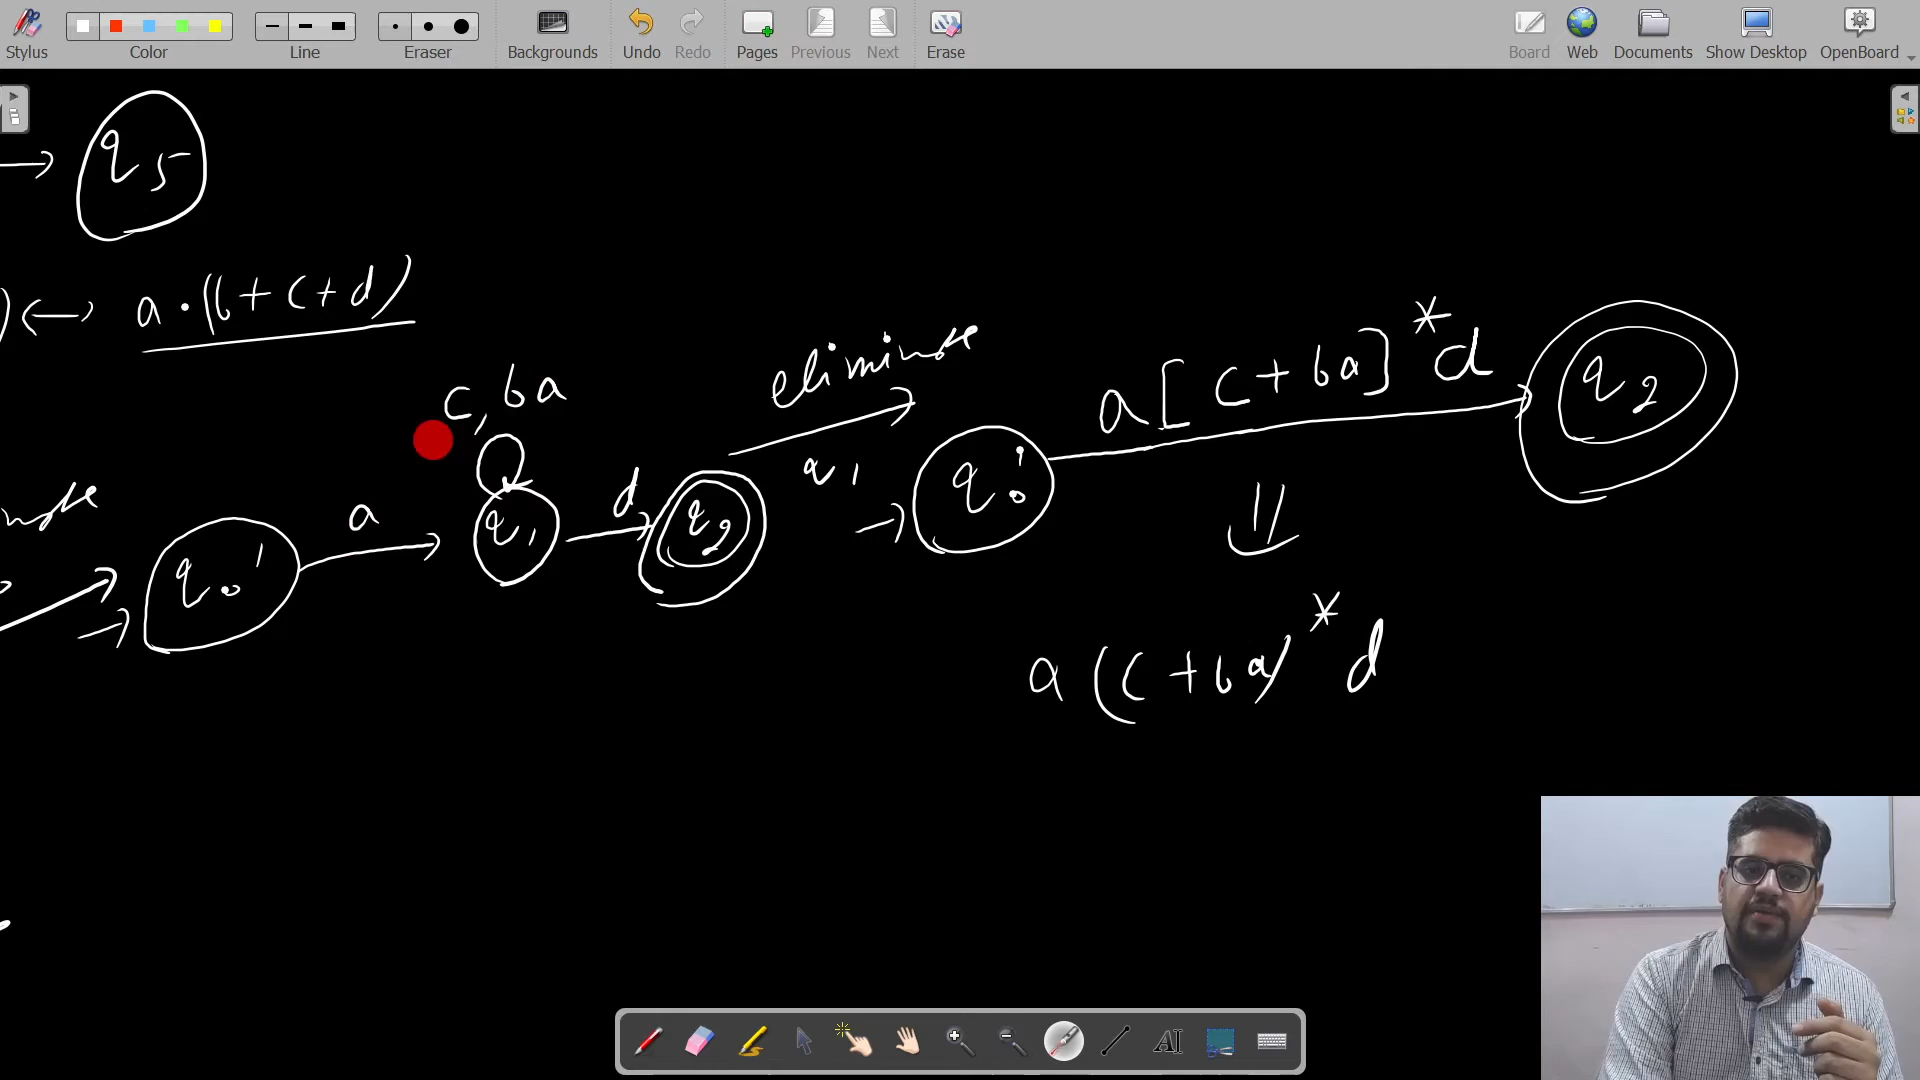 Stylus
Color
Line
Eraser
Backgrounds
Undo
Redo
Pages
Previous
Next
Erase
Board
Web
Documents
Show Desktop
OpenBoard
q5
) <-> a · (b + c + d)
c, ba
eliminate
a [ c + ba ]* d
q2
q1
q0'
a
q1
d
q2
q0'
a (c + ba)* d